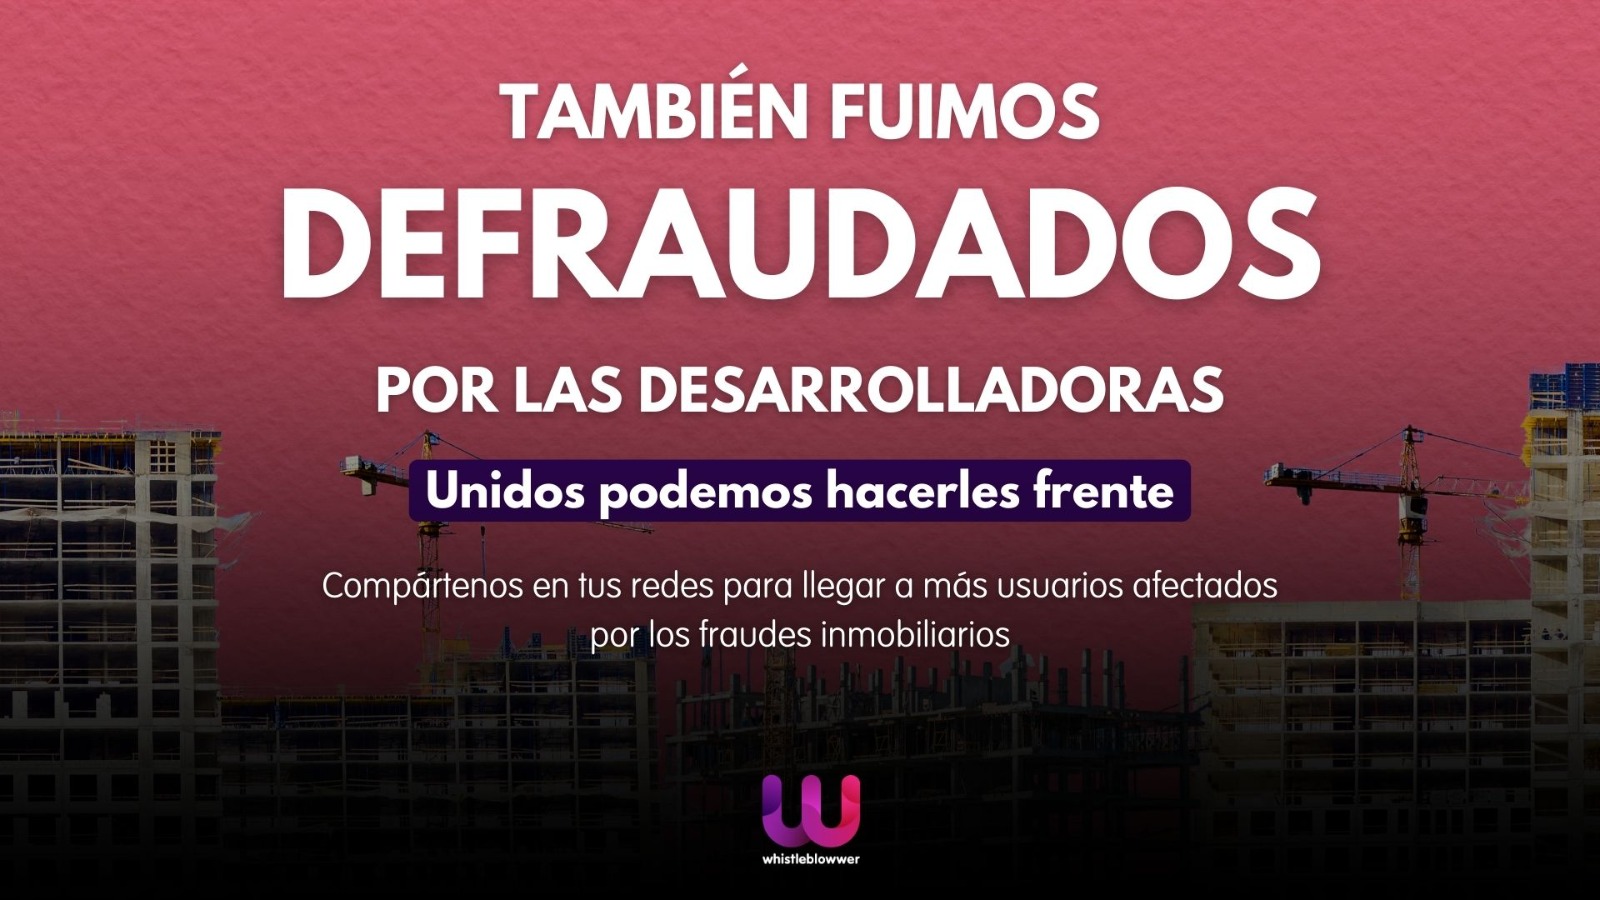 TAMBIÉN FUIMOS
DEFRAUDADOS
POR LAS DESARROLLADORAS
Unidos podemos hacerles frente
Compártenos en tus redes para llegar a más usuarios afectados
por los fraudes inmobiliarios
whistleblowwer